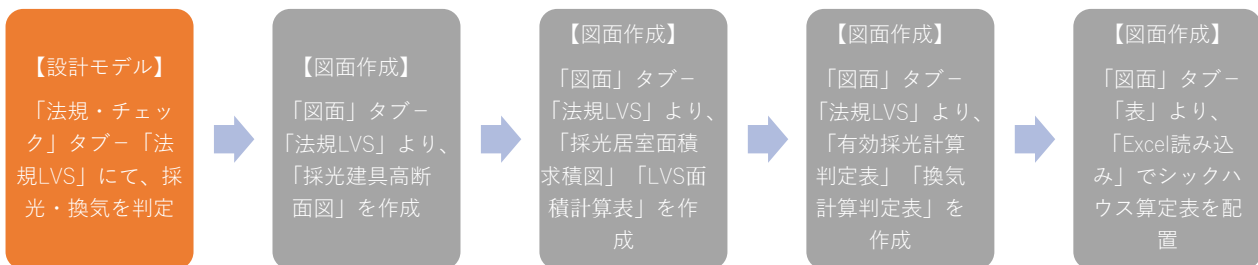 【設計モデル】
「法規・チェッ
ク」タブ－「法
規LVS」にて、採
光・換気を判定
【図面作成】
「図面」タブ－
「法規LVS」より、
「採光建具高断
面図」を作成
【図面作成】
「図面」タブ－
「法規LVS」より、
「採光居室面積
求積図」「LVS面
積計算表」を作
成
【図面作成】
「図面」タブ－
「法規LVS」より、
「有効採光計算
判定表」「換気
計算判定表」を
作成
【図面作成】
「図面」タブ－
「表」より、
「Excel読み込
み」でシックハ
ウス算定表を配
置